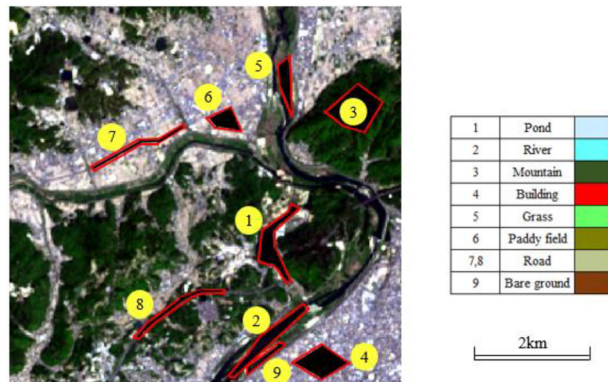 5
3
6
7
1
8
2
9
4
1 Pond
2 River
3 Mountain
4 Building
5 Grass
6 Paddy field
7,8 Road
9 Bare ground
2km